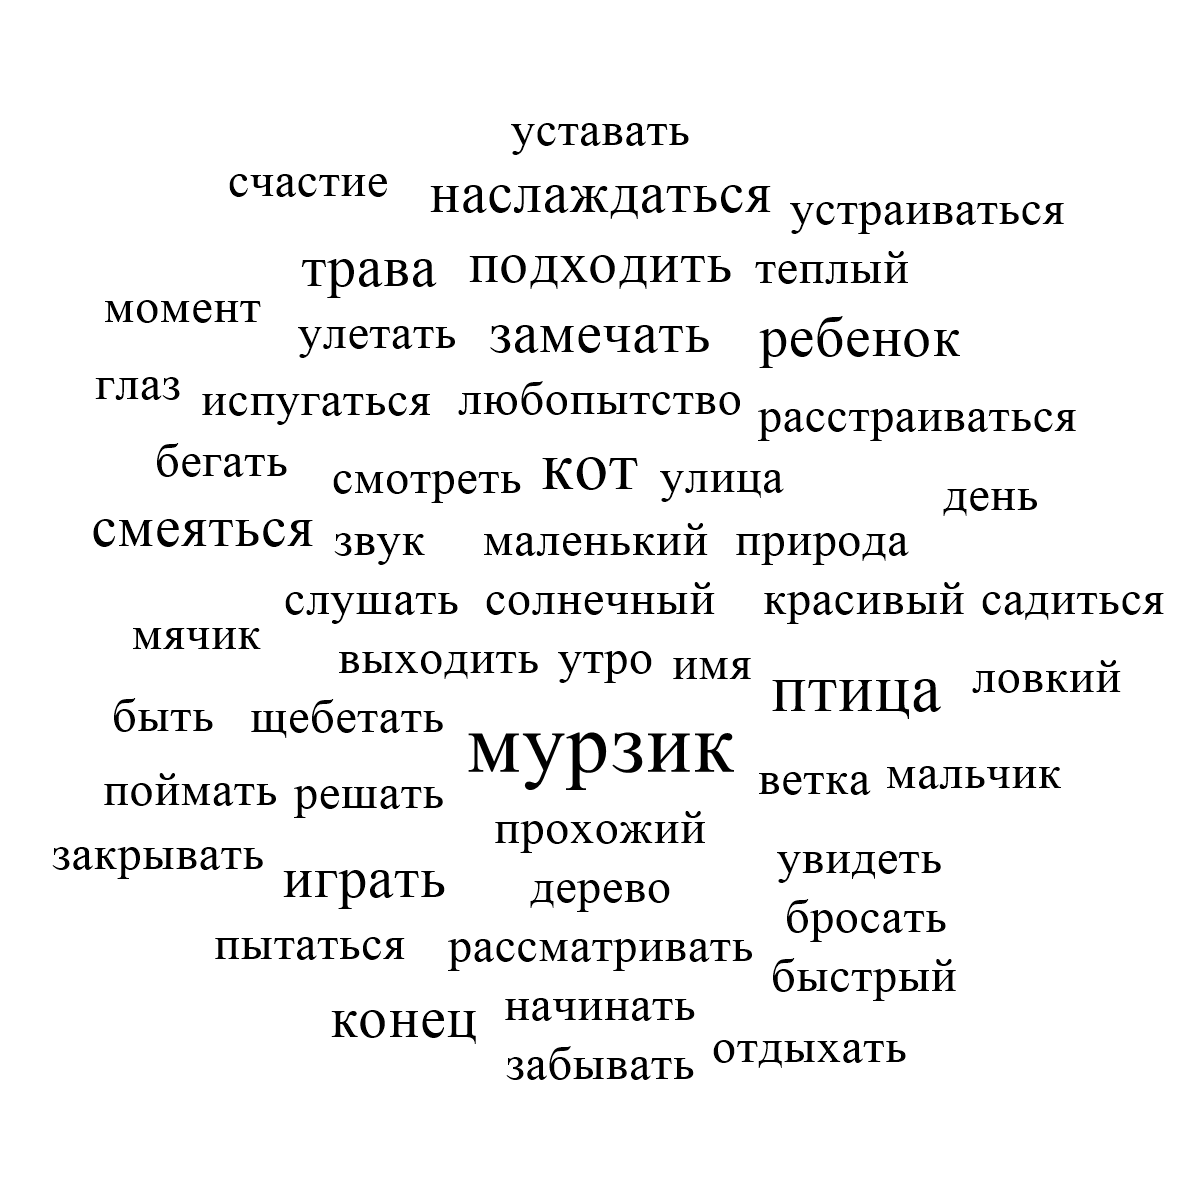 уставать
счастие наслаждаться устраиваться
трава подходить теплый
момент улетать замечать ребенок
глаз испугаться любопытство расстраиваться
бегать смотреть кот улица день
смеяться звук маленький природа
слушать солнечный красивый садиться
мячик выходить утро имя птица ловкий
быть щебетать мурзик
поймать решать ветка мальчик
прохожий
закрывать играть дерево увидеть
бросать
пытаться рассматривать быстрый
конец начинать
забывать отдыхать